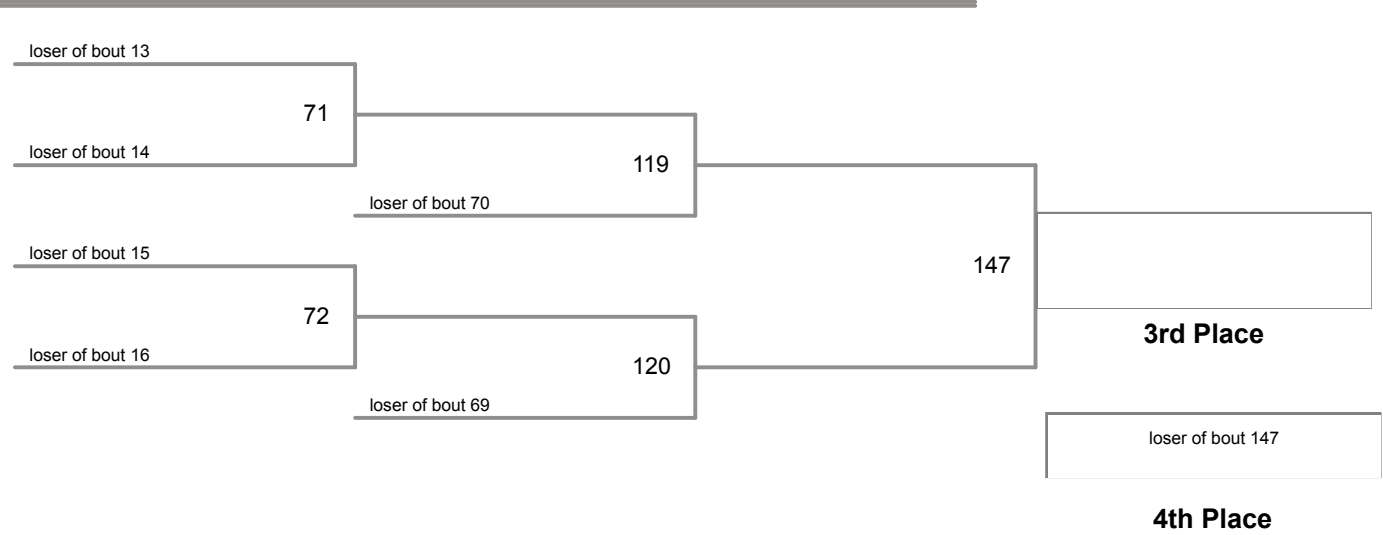 loser of bout 13
71
loser of bout 14
119
loser of bout 70
loser of bout 15
147
72
3rd Place
loser of bout 16
120
loser of bout 69
loser of bout 147
4th Place